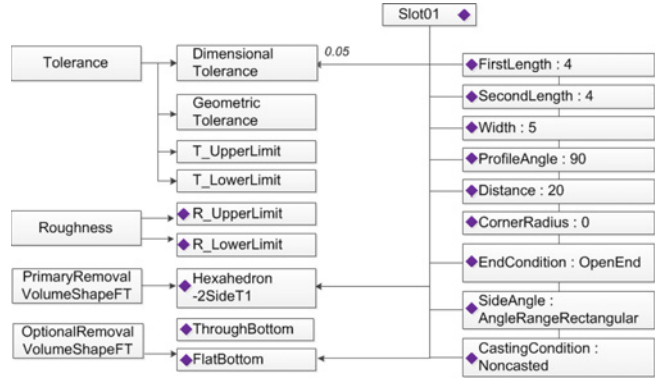 Slot01
Tolerance
Dimensional
Tolerance
0.05
Geometric
Tolerance
T_UpperLimit
T_LowerLimit
Roughness
R_UpperLimit
R_LowerLimit
PrimaryRemoval
VolumeShapeFT
Hexahedron
-2SideT1
OptionalRemoval
VolumeShapeFT
ThroughBottom
FlatBottom
FirstLength : 4
SecondLength : 4
Width : 5
ProfileAngle : 90
Distance : 20
CornerRadius : 0
EndCondition : OpenEnd
SideAngle :
AngleRangeRectangular
CastingCondition :
Noncasted